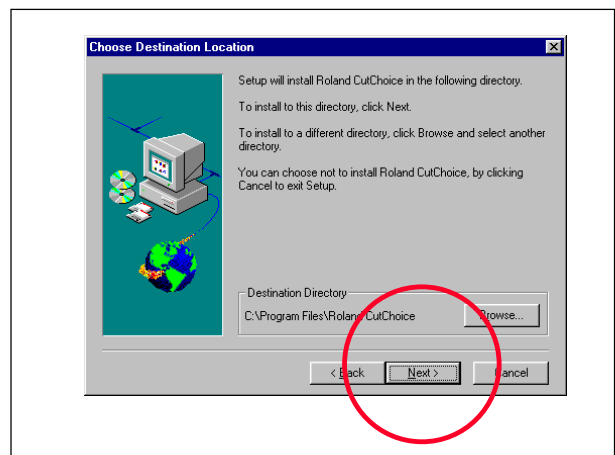 Choose Destination Location
Setup will install Roland CutChoice in the following directory.
To install to this directory, click Next.
To install to a different directory, click Browse and select another
directory.
You can choose not to install Roland CutChoice, by clicking
Cancel to exit Setup.
Destination Directory
C:\Program Files\Roland CutChoice
Browse...
< Back
Next >
Cancel